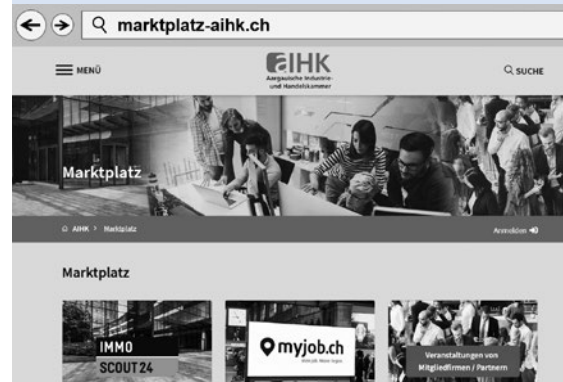 marktplatz-aihk.ch
MENÜ
aIHK
Aargauische Industrie-
und Handelskammer
SUCHE
Marktplatz
AIHK > Marktplatz
Anmelden
Marktplatz
IMMO
SCOUT24
myjob.ch
Veranstaltungen von
Mitgliedfirmen / Partnern